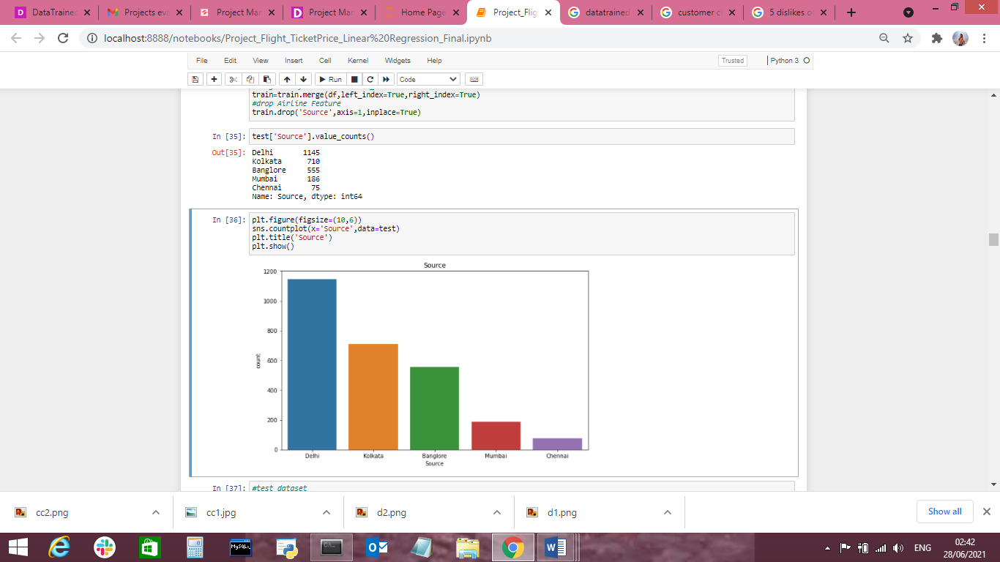 DataTrained
Projects eva
Project Man
Project Man
Home Page
Project_Flig
datatrained
customer c
5 dislikes o
localhost:8888/notebooks/Project_Flight_TicketPrice_Linear%20Regression_Final.ipynb
File Edit View Insert Cell Kernel Widgets Help Trusted Python 3
Run Code
train=train.merge(df,left_index=True,right_index=True)
#drop Airline Feature
train.drop('Source',axis=1,inplace=True)
In [35]: test['Source'].value_counts()
Out[35]: Delhi 1145
Kolkata 710
Banglore 555
Mumbai 186
Chennai 75
Name: Source, dtype: int64
In [36]: plt.figure(figsize=(10,6))
sns.countplot(x='Source',data=test)
plt.title('Source')
plt.show()
Source
1200
1000
800
600
400
200
0
count
Delhi Kolkata Banglore Mumbai Chennai
Source
In [37]: #test dataset
cc2.png cc1.jpg d2.png d1.png Show all
MySQL
ENG
02:42
28/06/2021